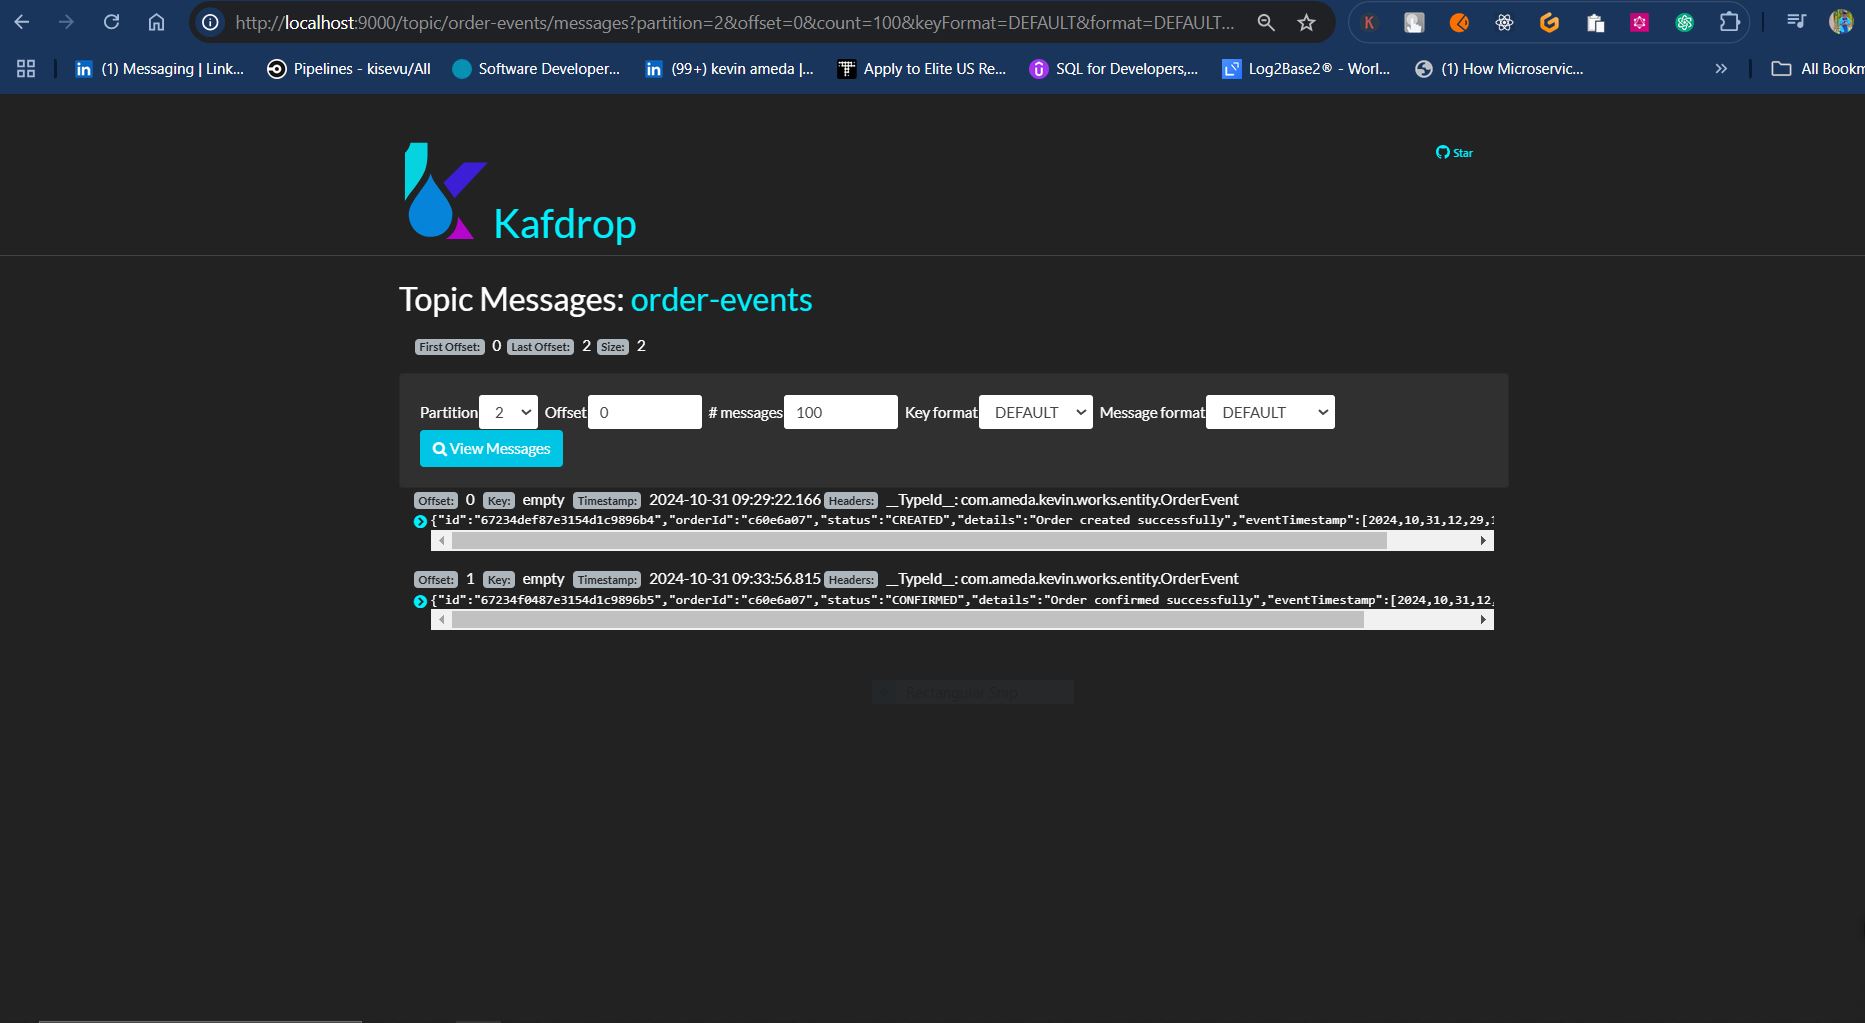 http://localhost:9000/topic/order-events/messages?partition=2&offset=0&count=100&keyFormat=DEFAULT&format=DEFAULT...
(1) Messaging | Link... Pipelines - kisevu/All Software Developer... (99+) kevin ameda |... Apply to Elite US Re... SQL for Developers,... Log2Base2® - Worl... (1) How Microservic... » All Bookm
Star
Kafdrop
Topic Messages: order-events
First Offset: 0 Last Offset: 2 Size: 2
Partition 2 Offset 0 # messages 100 Key format DEFAULT Message format DEFAULT
View Messages
Offset: 0 Key: empty Timestamp: 2024-10-31 09:29:22.166 Headers: __TypeId__: com.ameda.kevin.works.entity.OrderEvent
{"id":"67234def87e3154d1c9896b4","orderId":"c60e6a07","status":"CREATED","details":"Order created successfully","eventTimestamp":[2024,10,31,12,29,1
Offset: 1 Key: empty Timestamp: 2024-10-31 09:33:56.815 Headers: __TypeId__: com.ameda.kevin.works.entity.OrderEvent
{"id":"67234f0487e3154d1c9896b5","orderId":"c60e6a07","status":"CONFIRMED","details":"Order confirmed successfully","eventTimestamp":[2024,10,31,12,
Rectangular Snip